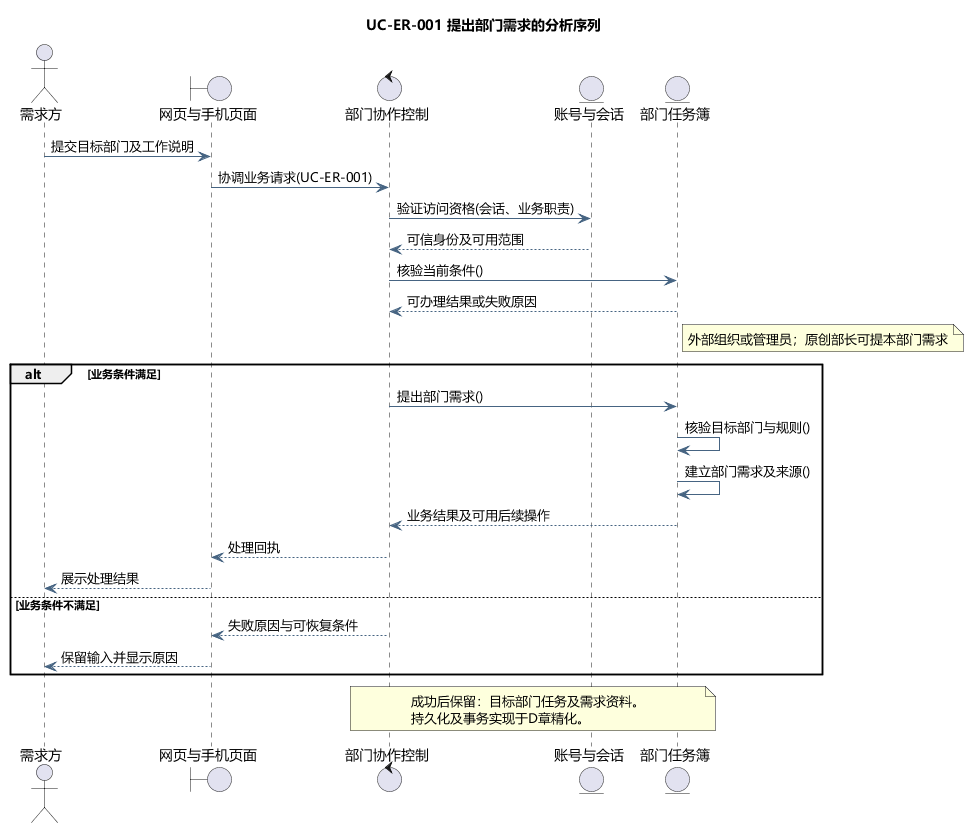 UC-ER-001 提出部门需求的分析序列
需求方
网页与手机页面
部门协作控制
账号与会话
部门任务簿
提交目标部门及工作说明
协调业务请求(UC-ER-001)
验证访问资格(会话、业务职责)
可信身份及可用范围
核验当前条件()
可办理结果或失败原因
外部组织或管理员；原创部长可提本部门需求
alt
[业务条件满足]
提出部门需求()
核验目标部门与规则()
建立部门需求及来源()
业务结果及可用后续操作
处理回执
展示处理结果
[业务条件不满足]
失败原因与可恢复条件
保留输入并显示原因
成功后保留：目标部门任务及需求资料。
持久化及事务实现于D章精化。
需求方
网页与手机页面
部门协作控制
账号与会话
部门任务簿